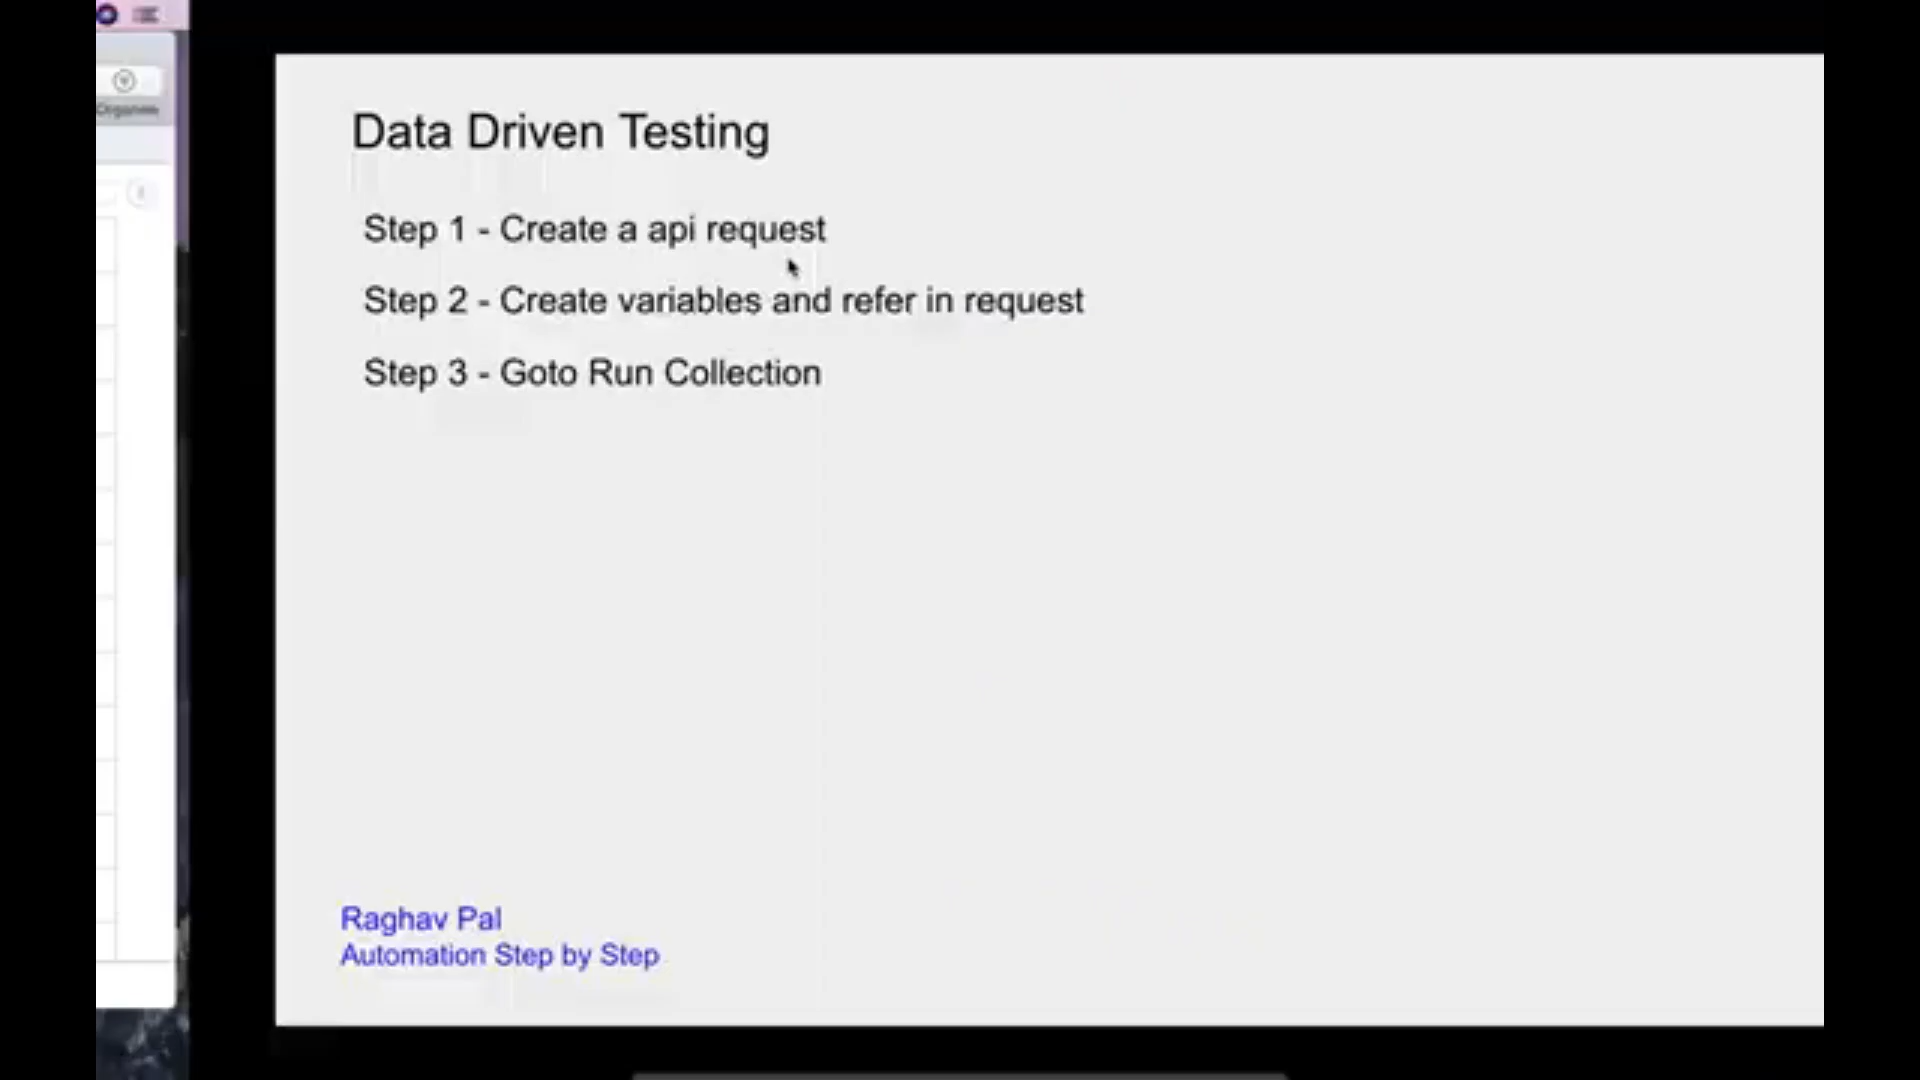 Organize
Data Driven Testing
Step 1 - Create a api request
Step 2 - Create variables and refer in request
Step 3 - Goto Run Collection
Raghav Pal
Automation Step by Step